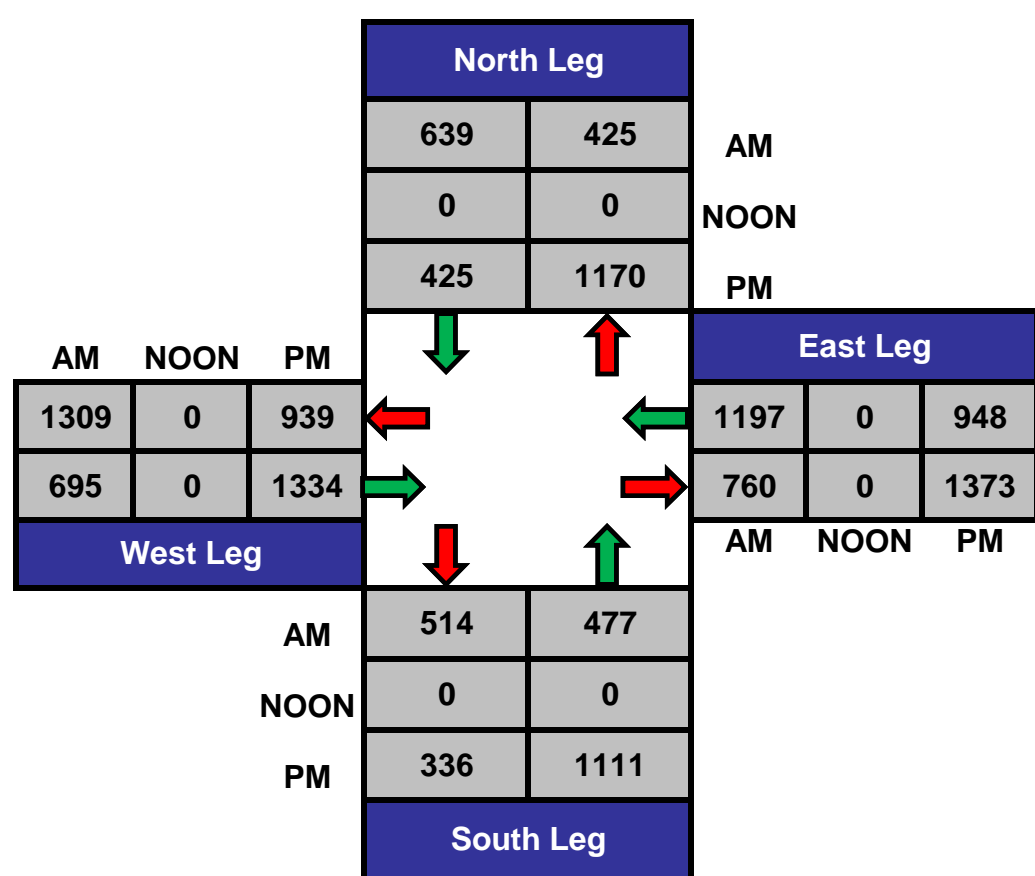 North Leg
639 425 AM
0 0 NOON
425 1170 PM
AM NOON PM
East Leg
1309 0 939
1197 0 948
695 0 1334
760 0 1373
West Leg
AM NOON PM
AM 514 477
NOON 0 0
PM 336 1111
South Leg